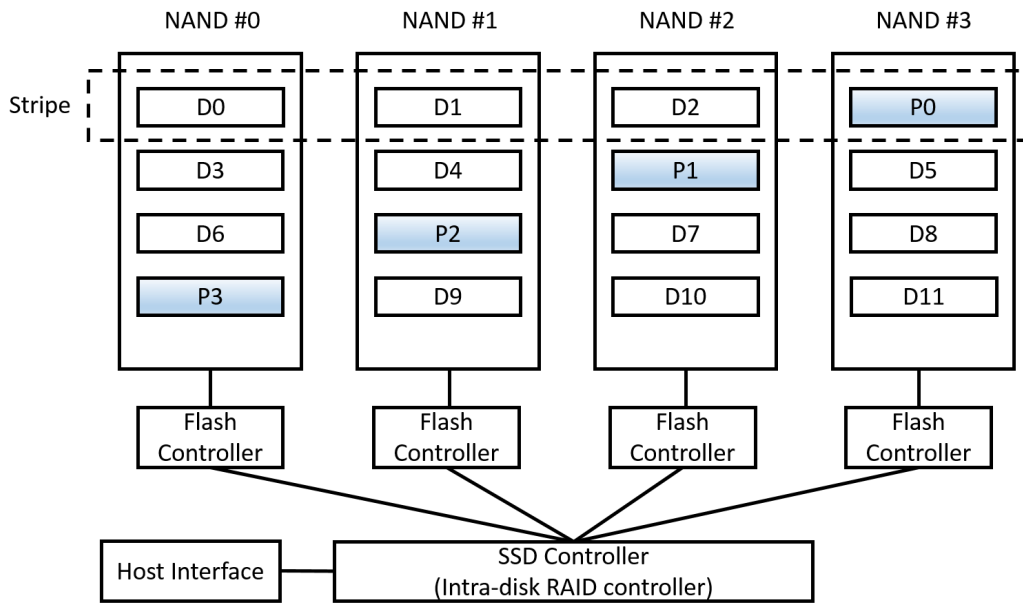 NAND #0 NAND #1 NAND #2 NAND #3
Stripe D0 D1 D2 P0
D3 D4 P1 D5
D6 P2 D7 D8
P3 D9 D10 D11
Flash Flash Flash Flash
Controller Controller Controller Controller
Host Interface
SSD Controller
(Intra-disk RAID controller)